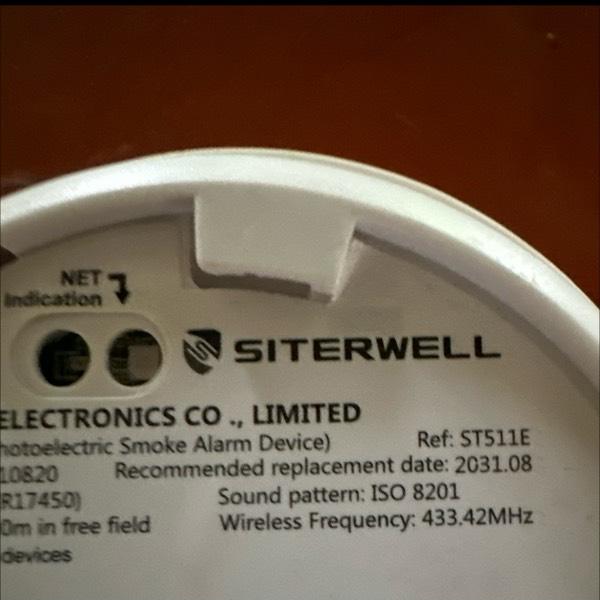 NET
Indication
SITERWELL
ELECTRONICS CO ., LIMITED
hotoelectric Smoke Alarm Device) Ref: ST511E
10820 Recommended replacement date: 2031.08
R17450) Sound pattern: ISO 8201
0m in free field Wireless Frequency: 433.42MHz
devices